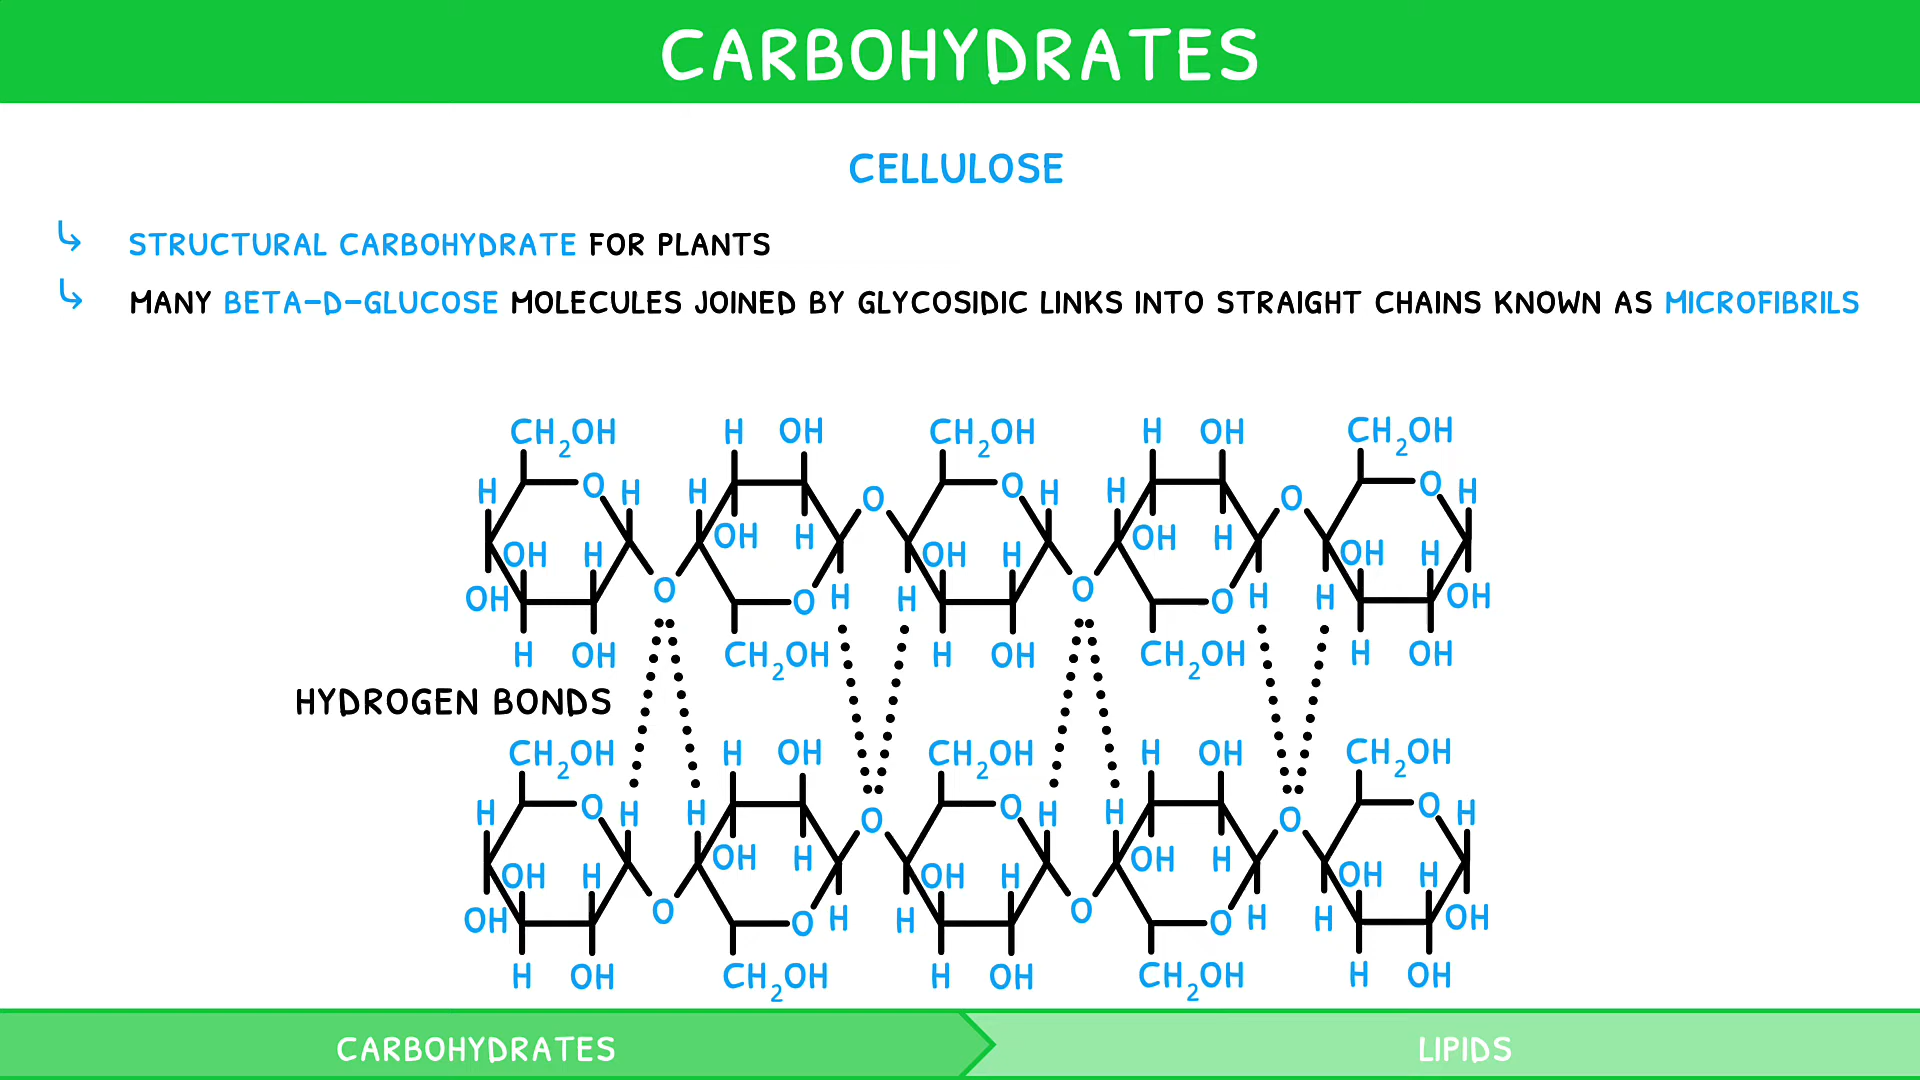 CARBOHYDRATES
CELLULOSE
↳ STRUCTURAL CARBOHYDRATE FOR PLANTS
↳ MANY BETA-D-GLUCOSE MOLECULES JOINED BY GLYCOSIDIC LINKS INTO STRAIGHT CHAINS KNOWN AS MICROFIBRILS
CH₂OH H OH CH₂OH H OH CH₂OH
H O H H O O H H O O H
OH H OH H OH H OH H OH H
OH O O H H O O H H OH
H OH CH₂OH H OH CH₂OH H OH
HYDROGEN BONDS
CH₂OH H OH CH₂OH H OH CH₂OH
H O H H O O H H O O H
OH H OH H OH H OH H OH H
OH O O H H O O H H OH
H OH CH₂OH H OH CH₂OH H OH
CARBOHYDRATES LIPIDS